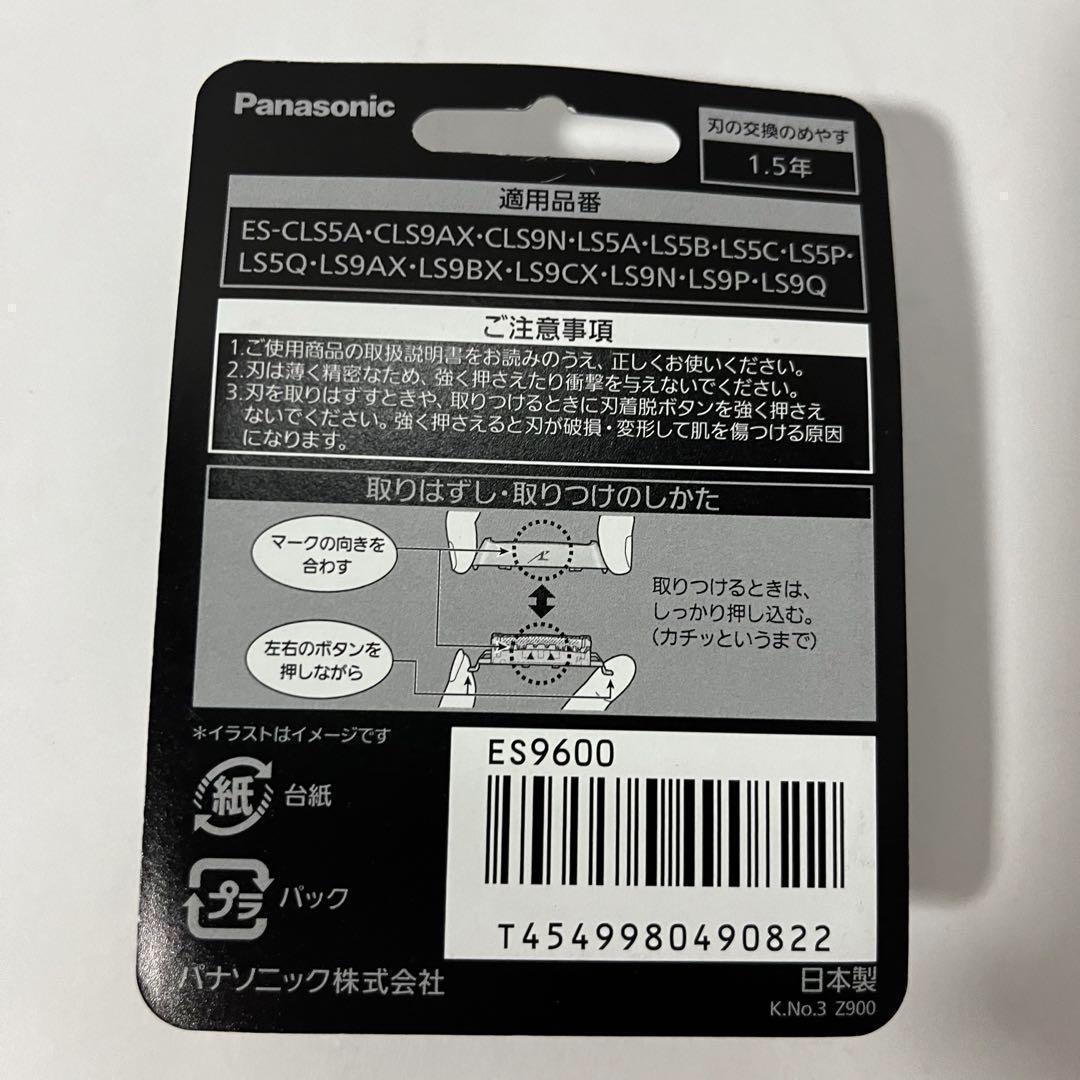 Panasonic
刃の交換のめやす
1.5年
適用品番
ES-CLS5A・CLS9AX・CLS9N・LS5A・LS5B・LS5C・LS5P・
LS5Q・LS9AX・LS9BX・LS9CX・LS9N・LS9P・LS9Q
ご注意事項
1.ご使用商品の取扱説明書をお読みのうえ、正しくお使いください。
2.刃は薄く精密なため、強く押さえたり衝撃を与えないでください。
3.刃を取りはずすときや、取りつけるときに刃着脱ボタンを強く押さえ
ないでください。強く押さえると刃が破損・変形して肌を傷つける原因
になります。
取りはずし・取りつけのしかた
マークの向きを
合わす
左右のボタンを
押しながら
取りつけるときは、
しっかり押し込む。
(カチッというまで)
*イラストはイメージです
紙 台紙
プラ パック
ES9600
T4549980490822
パナソニック株式会社
日本製
K.No.3 Z900